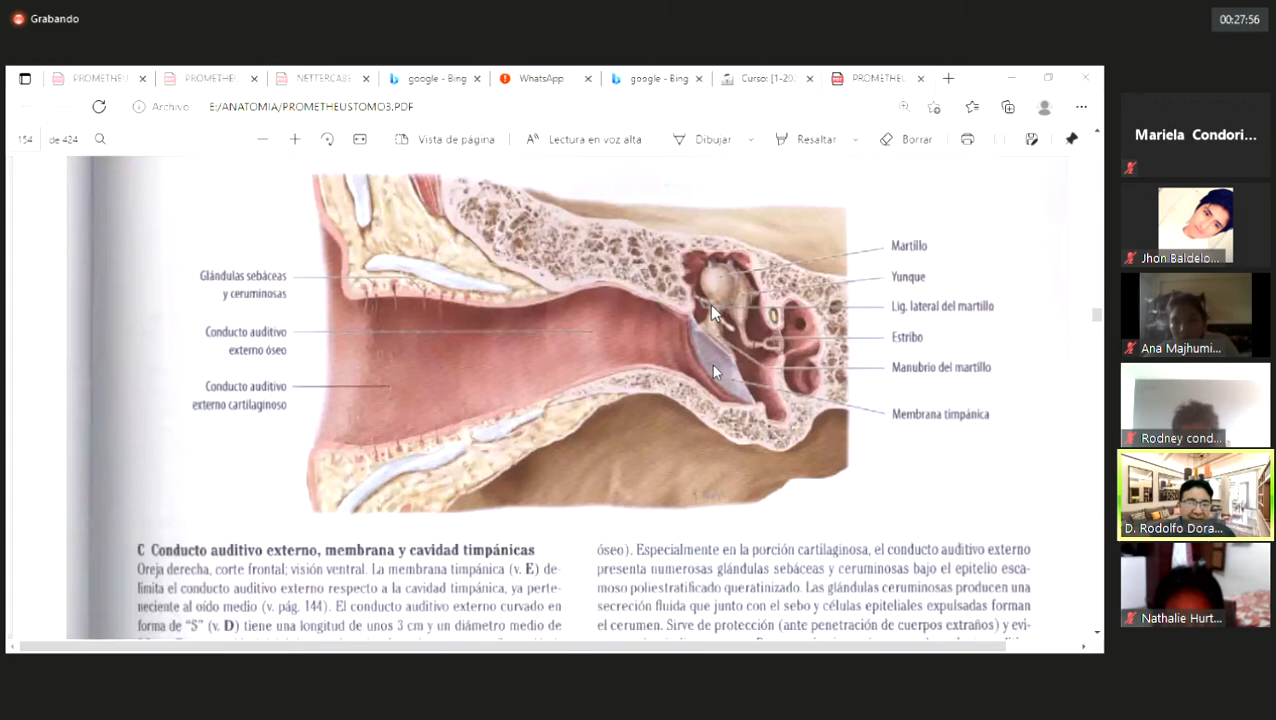 Grabando
00:27:56
PROMETHEU
PROMETHEU
NETTERCABE
google - Bing
WhatsApp
google - Bing
Curso: [1-20
PROMETHE
Archivo
E:/ANATOMIA/PROMETHEUSTOMO3.PDF
154 de 424
Vista de página
Lectura en voz alta
Dibujar
Resaltar
Borrar
Glándulas sebáceas
y ceruminosas
Conducto auditivo
externo óseo
Conducto auditivo
externo cartilaginoso
Martillo
Yunque
Lig. lateral del martillo
Estribo
Manubrio del martillo
Membrana timpánica
C Conducto auditivo externo, membrana y cavidad timpánicas
Oreja derecha, corte frontal; visión ventral. La membrana timpánica (v. E) de-
limita el conducto auditivo externo respecto a la cavidad timpánica, ya perte-
neciente al oído medio (v. pág. 144). El conducto auditivo externo curvado en
forma de "S" (v. D) tiene una longitud de unos 3 cm y un diámetro medio de
óseo). Especialmente en la porción cartilaginosa, el conducto auditivo externo
presenta numerosas glándulas sebáceas y ceruminosas bajo el epitelio esca-
moso poliestratificado queratinizado. Las glándulas ceruminosas producen una
secreción fluida que junto con el sebo y células epiteliales expulsadas forman
el cerumen. Sirve de protección (ante penetración de cuerpos extraños) y evi-
Mariela Condori...
Jhon Baldelo...
Ana Majhumi...
Rodney cond...
D. Rodolfo Dora...
Nathalie Hurt...